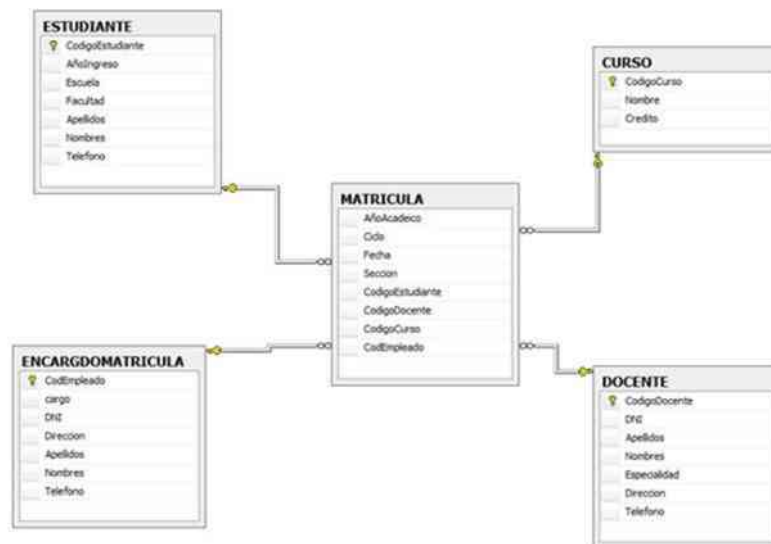 ESTUDIANTE
CodigoEstudiante
AñoIngreso
Escuela
Facultad
Apellidos
Nombres
Telefono
CURSO
CodigoCurso
Nombre
Credito
MATRICULA
AñoAcadeico
Ciclo
Fecha
Seccion
CodigoEstudiante
CodigoDocente
CodigoCurso
CodEmpleado
ENCARGDOMATRICULA
CodEmpleado
cargo
DNI
Direccion
Apellidos
Nombres
Telefono
DOCENTE
CodigoDocente
DNI
Apellidos
Nombres
Especialidad
Direccion
Telefono